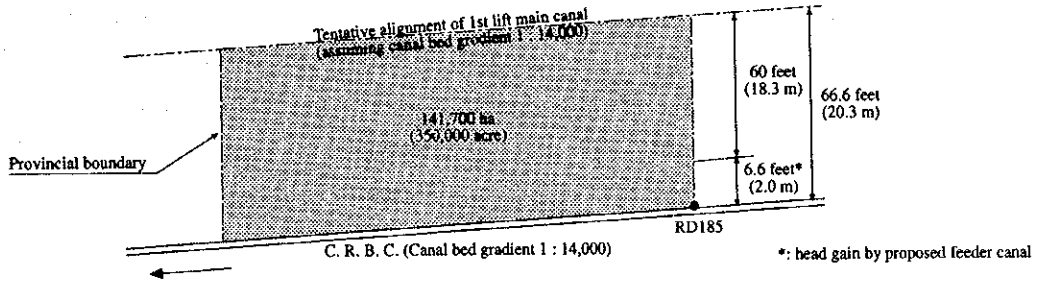 Tentative alignment of 1st lift main canal
(assuming canal bed grodient 1 : 14,000)
60 feet
(18.3 m)
66.6 feet
(20.3 m)
141,700 ha
(350,000 acre)
Provincial boundary
6.6 feet*
(2.0 m)
RD185
C. R. B. C. (Canal bed gradient 1 : 14,000)
*: head gain by proposed feeder canal